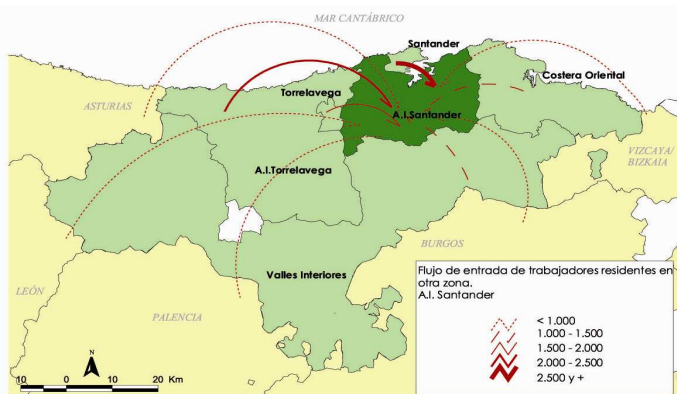 MAR CANTÁBRICO
Santander
Costera Oriental
Torrelavega
ASTURIAS
A.I.Santander
VIZCAYA/
BIZKAIA
A.I.Torrelavega
BURGOS
Valles Interiores
LEÓN
PALENCIA
N
10 0 10 20 Km
Flujo de entrada de trabajadores residentes en
otra zona.
A.I. Santander
< 1.000
1.000 - 1.500
1.500 - 2.000
2.000 - 2.500
2.500 y +